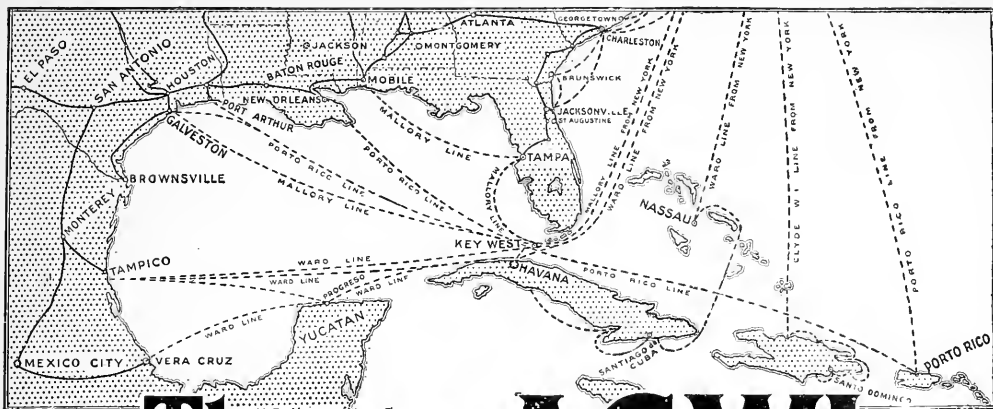 GEORGETOWN
ATLANTA
CHARLESTON
JACKSON
MONTGOMERY
EL PASO
SAN ANTONIO
HOUSTON
BATON ROUGE
MOBILE
BRUNSWICK
NEW ORLEANS
PORT ARTHUR
GALVESTON
JACKSONVILLE
ST AUGUSTINE
MALLORY LINE
TAMPA
MALLORY LINE
PORTO RICO LINE
PORTO RICO LINE
MALLORY LINE
MALLORY LINE FROM NEW YORK
WARD LINE FROM NEW YORK
WARD LINE FROM NEW YORK
CLYDE W I LINE FROM NEW YORK
PORTO RICO LINE FROM NEW YORK
BROWNSVILLE
MONTEREY
NASSAU
KEY WEST
TAMPICO
WARD LINE
WARD LINE
PROGRESO
WARD LINE
HAVANA
PORTO RICO LINE
WARD LINE
YUCATAN
MEXICO CITY
VERA CRUZ
SANTIAGO DE
CUBA
PORTO RICO
SANTO DOMINGO